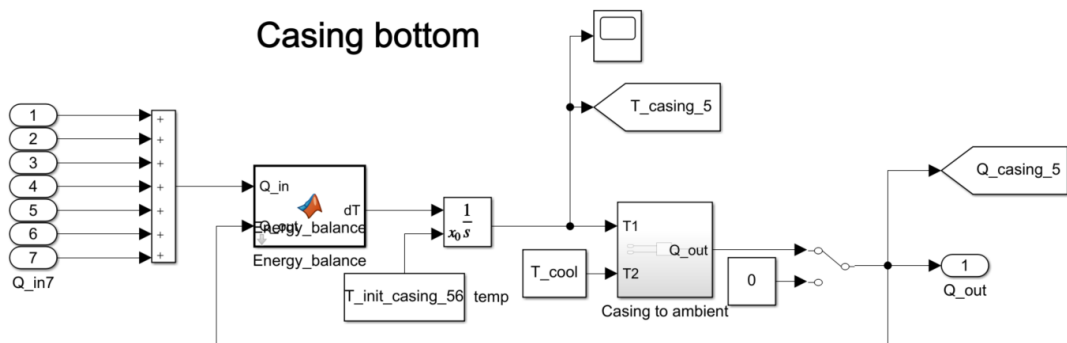 Casing bottom
1
2
3
4
5
6
7
Q_in7
+
+
+
+
+
+
+
Q_in
Q_out
dT
Energy_balance
Energy_balance
1
x0 s
T_init_casing_56
temp
T_casing_5
T_cool
T1
T2
Q_out
Casing to ambient
0
Q_casing_5
1
Q_out